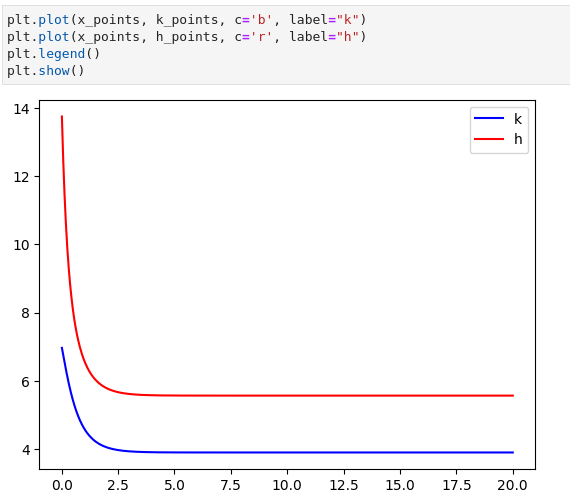 plt.plot(x_points, k_points, c='b', label="k")
plt.plot(x_points, h_points, c='r', label="h")
plt.legend()
plt.show()
14
12
10
8
6
4
k
h
0.0 2.5 5.0 7.5 10.0 12.5 15.0 17.5 20.0